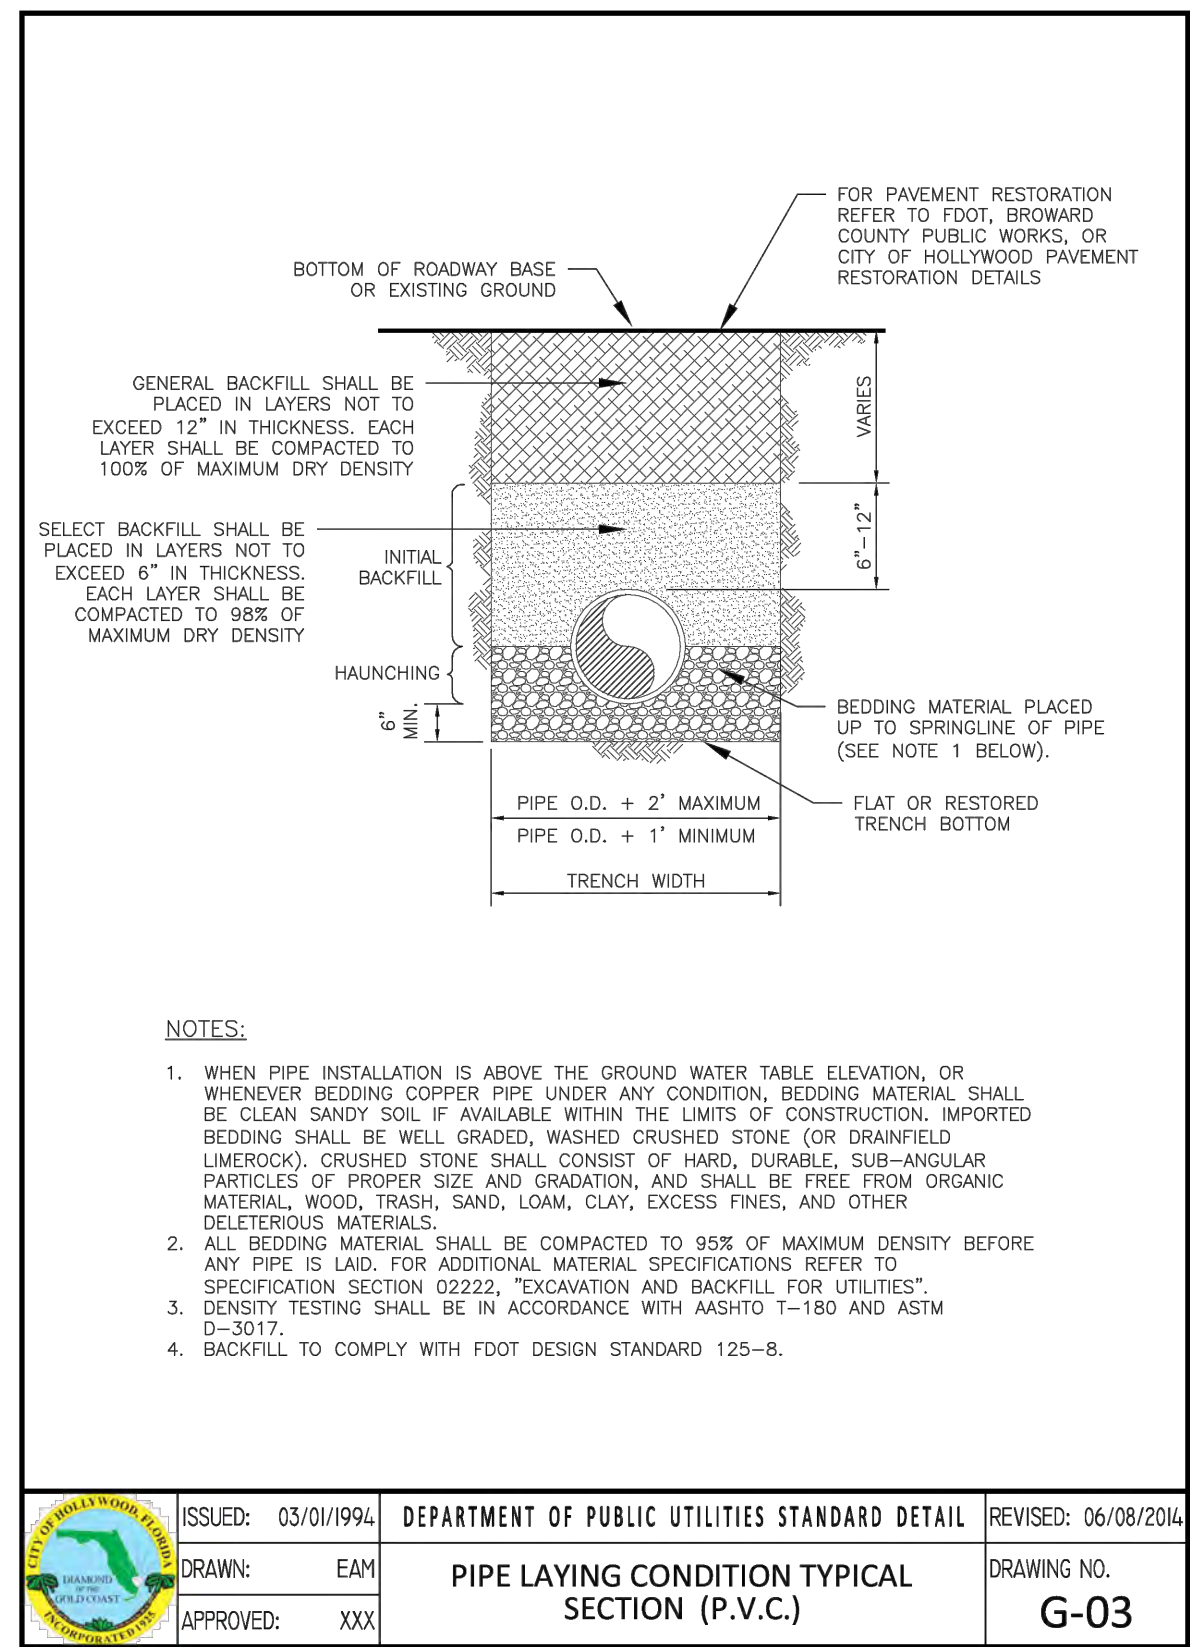 FOR PAVEMENT RESTORATION
REFER TO FDOT, BROWARD
COUNTY PUBLIC WORKS, OR
CITY OF HOLLYWOOD PAVEMENT
RESTORATION DETAILS
BOTTOM OF ROADWAY BASE
OR EXISTING GROUND
GENERAL BACKFILL SHALL BE
PLACED IN LAYERS NOT TO
EXCEED 12" IN THICKNESS. EACH
LAYER SHALL BE COMPACTED TO
100% OF MAXIMUM DRY DENSITY
VARIES
SELECT BACKFILL SHALL BE
PLACED IN LAYERS NOT TO
EXCEED 6" IN THICKNESS.
EACH LAYER SHALL BE
COMPACTED TO 98% OF
MAXIMUM DRY DENSITY
INITIAL
BACKFILL
6"-12"
HAUNCHING
6"
MIN.
BEDDING MATERIAL PLACED
UP TO SPRINGLINE OF PIPE
(SEE NOTE 1 BELOW).
FLAT OR RESTORED
TRENCH BOTTOM
PIPE O.D. + 2' MAXIMUM
PIPE O.D. + 1' MINIMUM
TRENCH WIDTH
NOTES:
1. WHEN PIPE INSTALLATION IS ABOVE THE GROUND WATER TABLE ELEVATION, OR
WHENEVER BEDDING COPPER PIPE UNDER ANY CONDITION, BEDDING MATERIAL SHALL
BE CLEAN SANDY SOIL IF AVAILABLE WITHIN THE LIMITS OF CONSTRUCTION. IMPORTED
BEDDING SHALL BE WELL GRADED, WASHED CRUSHED STONE (OR DRAINFIELD
LIMEROCK). CRUSHED STONE SHALL CONSIST OF HARD, DURABLE, SUB-ANGULAR
PARTICLES OF PROPER SIZE AND GRADATION, AND SHALL BE FREE FROM ORGANIC
MATERIAL, WOOD, TRASH, SAND, LOAM, CLAY, EXCESS FINES, AND OTHER
DELETERIOUS MATERIALS.
2. ALL BEDDING MATERIAL SHALL BE COMPACTED TO 95% OF MAXIMUM DENSITY BEFORE
ANY PIPE IS LAID. FOR ADDITIONAL MATERIAL SPECIFICATIONS REFER TO
SPECIFICATION SECTION 02222, "EXCAVATION AND BACKFILL FOR UTILITIES".
3. DENSITY TESTING SHALL BE IN ACCORDANCE WITH AASHTO T-180 AND ASTM
D-3017.
4. BACKFILL TO COMPLY WITH FDOT DESIGN STANDARD 125-8.
CITY OF HOLLYWOOD, FLORIDA
DIAMOND
OF THE
GOLD COAST
INCORPORATED 1925
ISSUED: 03/01/1994
DRAWN: EAM
APPROVED: XXX
DEPARTMENT OF PUBLIC UTILITIES STANDARD DETAIL
PIPE LAYING CONDITION TYPICAL
SECTION (P.V.C.)
REVISED: 06/08/2014
DRAWING NO.
G-03